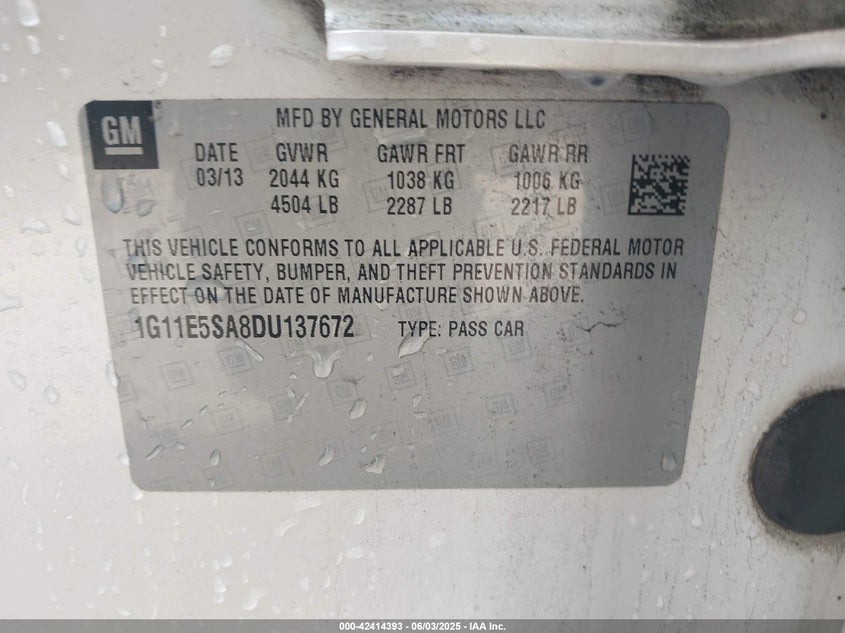 GM
MFD BY GENERAL MOTORS LLC
DATE GVWR GAWR FRT GAWR RR
03/13 2044 KG 1038 KG 1006 KG
4504 LB 2287 LB 2217 LB
THIS VEHICLE CONFORMS TO ALL APPLICABLE U.S. FEDERAL MOTOR
VEHICLE SAFETY, BUMPER, AND THEFT PREVENTION STANDARDS IN
EFFECT ON THE DATE OF MANUFACTURE SHOWN ABOVE.
1G11E5SA8DU137672 TYPE: PASS CAR
000-42414393 - 06/03/2025 - IAA Inc.